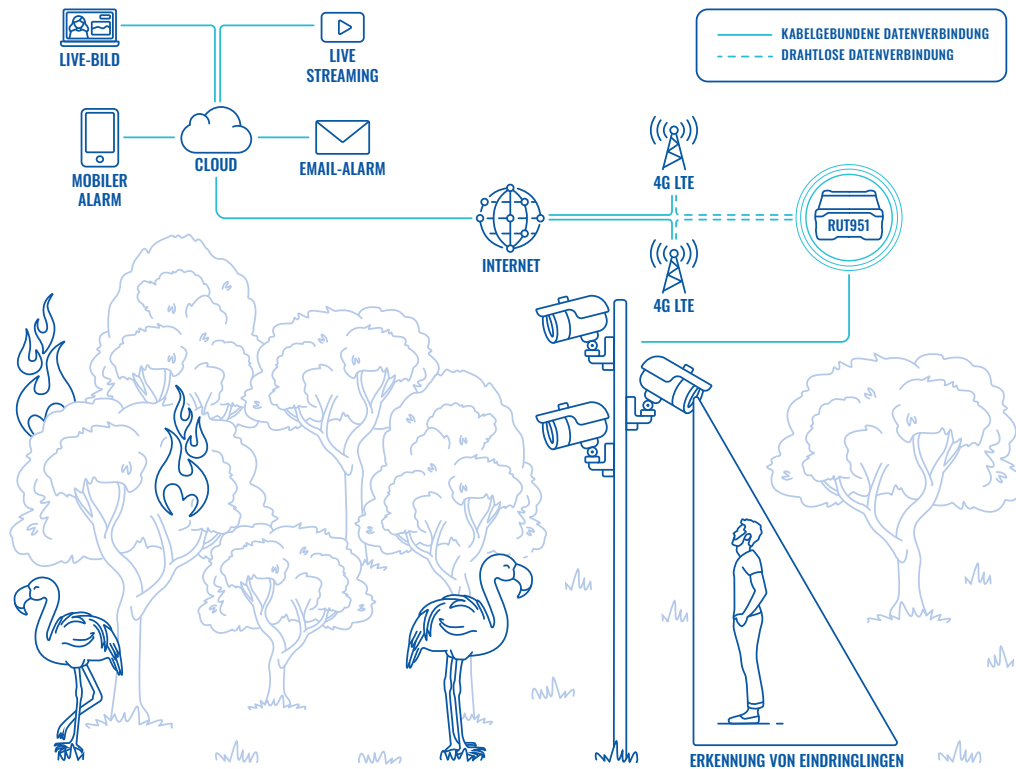 LIVE-BILD
LIVE
STREAMING
KABELGEBUNDENE DATENVERBINDUNG
DRAHTLOSE DATENVERBINDUNG
MOBILER
ALARM
CLOUD
EMAIL-ALARM
4G LTE
RUT951
INTERNET
4G LTE
ERKENNUNG VON EINDRINGLINGEN